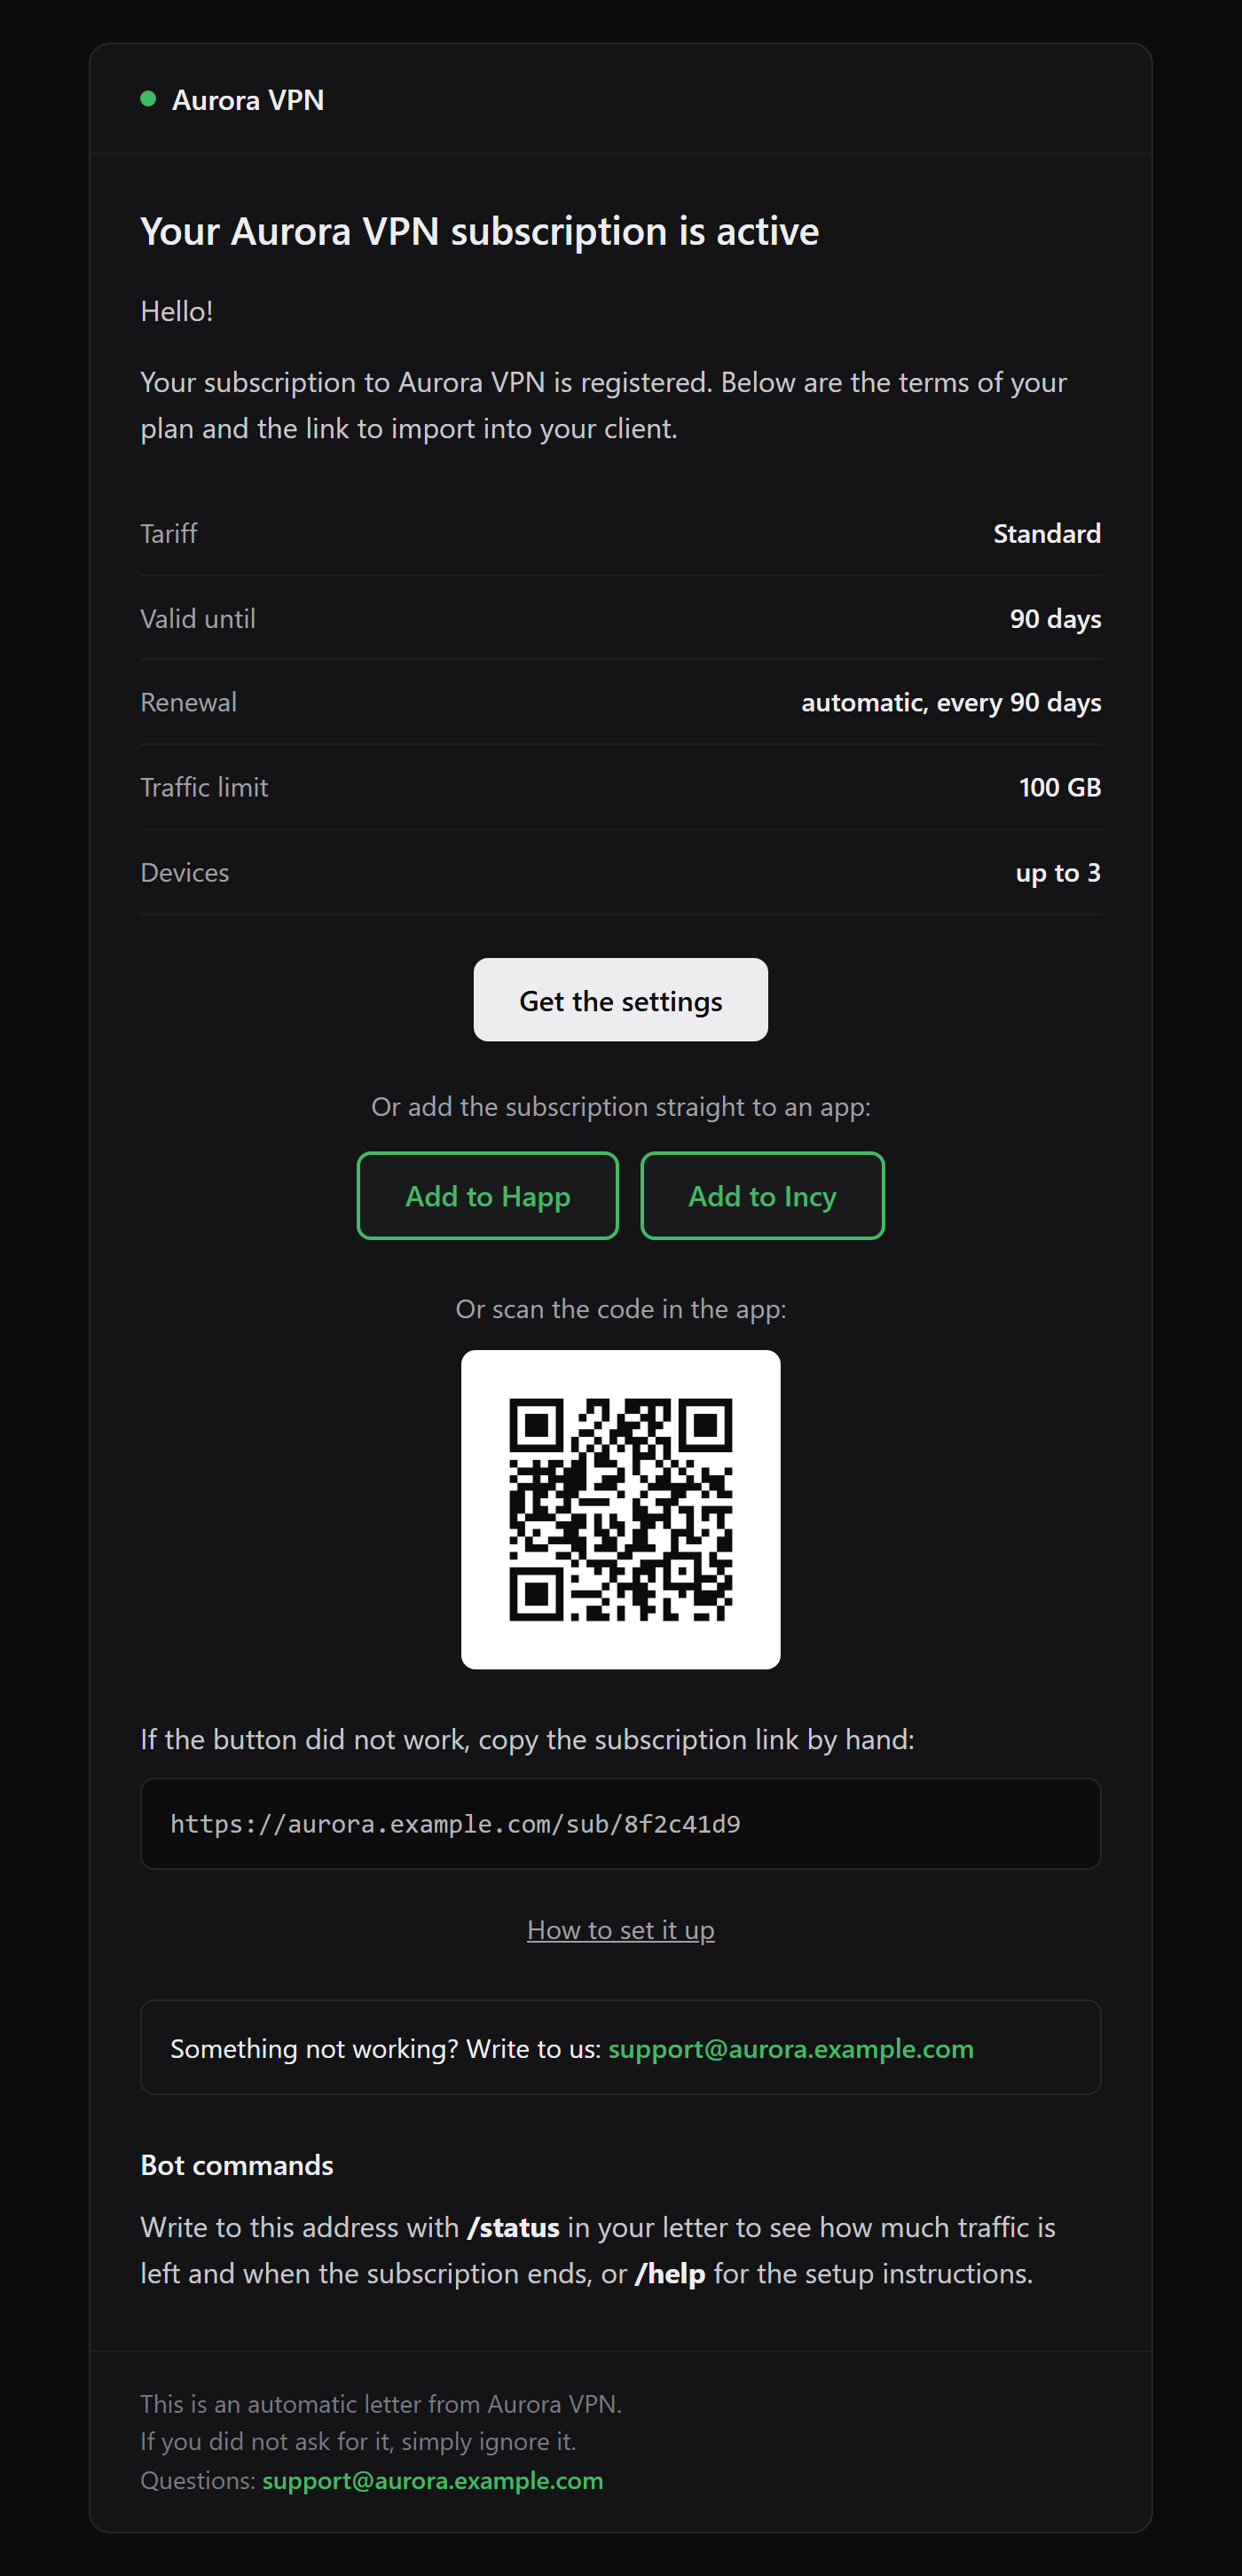 Aurora VPN
Your Aurora VPN subscription is active
Hello!
Your subscription to Aurora VPN is registered. Below are the terms of your
plan and the link to import into your client.
Tariff Standard
Valid until 90 days
Renewal automatic, every 90 days
Traffic limit 100 GB
Devices up to 3
Get the settings
Or add the subscription straight to an app:
Add to Happ Add to Incy
Or scan the code in the app:
If the button did not work, copy the subscription link by hand:
https://aurora.example.com/sub/8f2c41d9
How to set it up
Something not working? Write to us: support@aurora.example.com
Bot commands
Write to this address with /status in your letter to see how much traffic is
left and when the subscription ends, or /help for the setup instructions.
This is an automatic letter from Aurora VPN.
If you did not ask for it, simply ignore it.
Questions: support@aurora.example.com